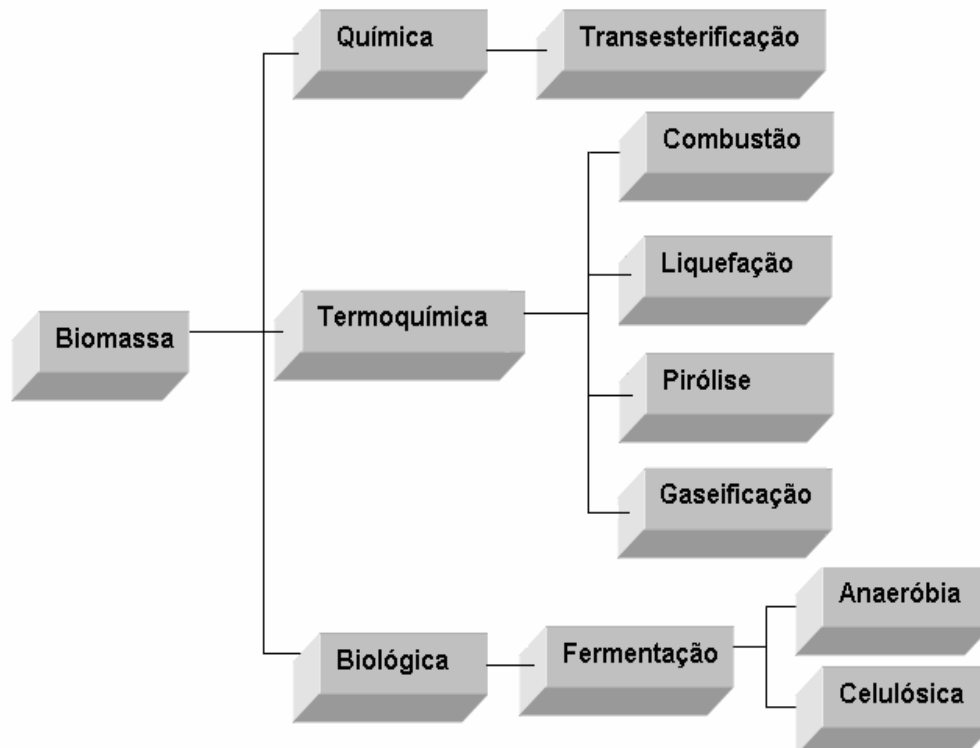 Química
Transesterificação
Combustão
Liquefação
Biomassa
Termoquímica
Pirólise
Gaseificação
Biológica
Fermentação
Anaeróbia
Celulósica